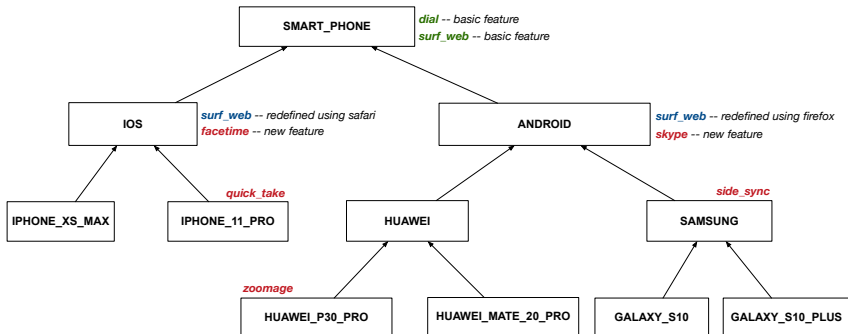 SMART_PHONE
dial -- basic feature
surf_web -- basic feature
IOS
surf_web -- redefined using safari
facetime -- new feature
ANDROID
surf_web -- redefined using firefox
skype -- new feature
quick_take
side_sync
IPHONE_XS_MAX
IPHONE_11_PRO
HUAWEI
SAMSUNG
zoomage
HUAWEI_P30_PRO
HUAWEI_MATE_20_PRO
GALAXY_S10
GALAXY_S10_PLUS